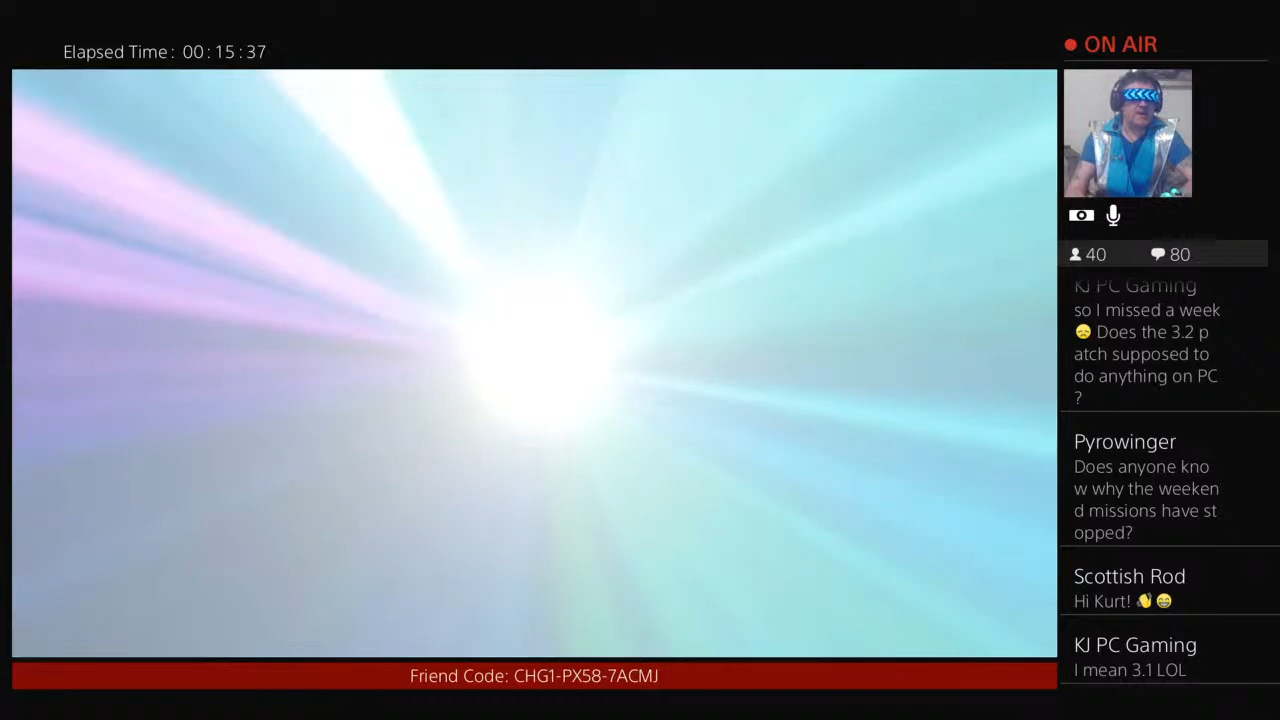 Elapsed Time: 00:15:37
ON AIR
40 80
KJ PC Gaming
so I missed a week
😞 Does the 3.2 p
atch supposed to
do anything on PC
?
Pyrowinger
Does anyone kno
w why the weeken
d missions have st
opped?
Scottish Rod
Hi Kurt! 👋😁
KJ PC Gaming
I mean 3.1 LOL
Friend Code: CHG1-PX58-7ACMJ